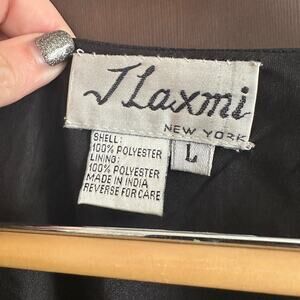 J Laxmi
NEW YORK
SHELL:
100% POLYESTER
LINING:
100% POLYESTER
MADE IN INDIA
REVERSE FOR CARE
L